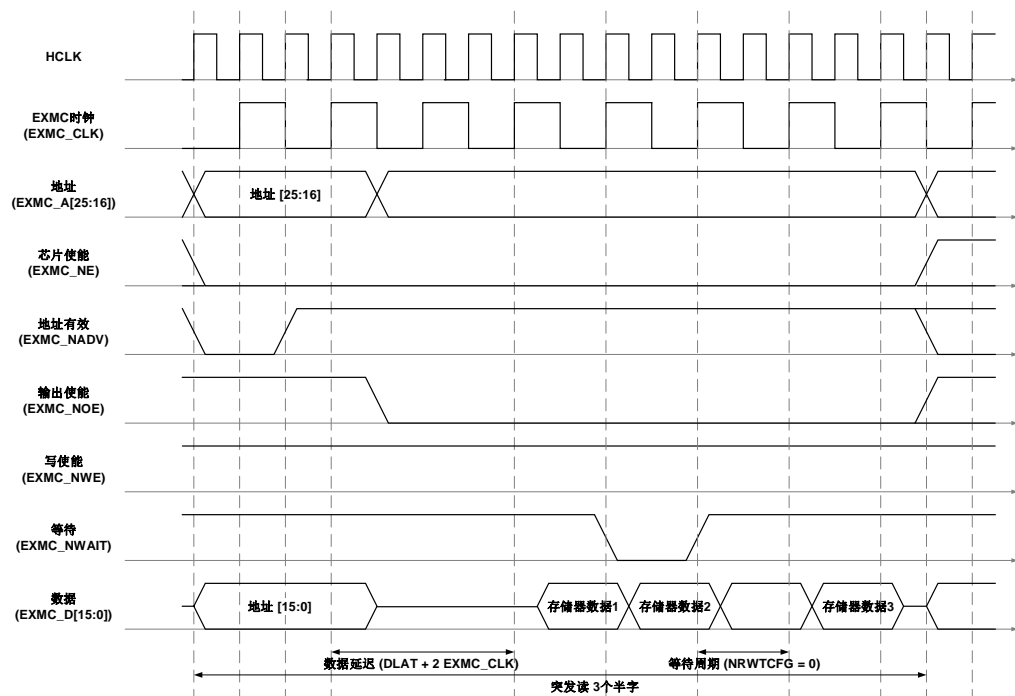 HCLK
EXMC时钟
(EXMC_CLK)
地址
(EXMC_A[25:16])
地址 [25:16]
芯片使能
(EXMC_NE)
地址有效
(EXMC_NADV)
输出使能
(EXMC_NOE)
写使能
(EXMC_NWE)
等待
(EXMC_NWAIT)
数据
(EXMC_D[15:0])
地址 [15:0]
存储器数据1
存储器数据2
存储器数据3
数据延迟 (DLAT + 2 EXMC_CLK)
等待周期 (NRWTCFG = 0)
突发读 3个半字